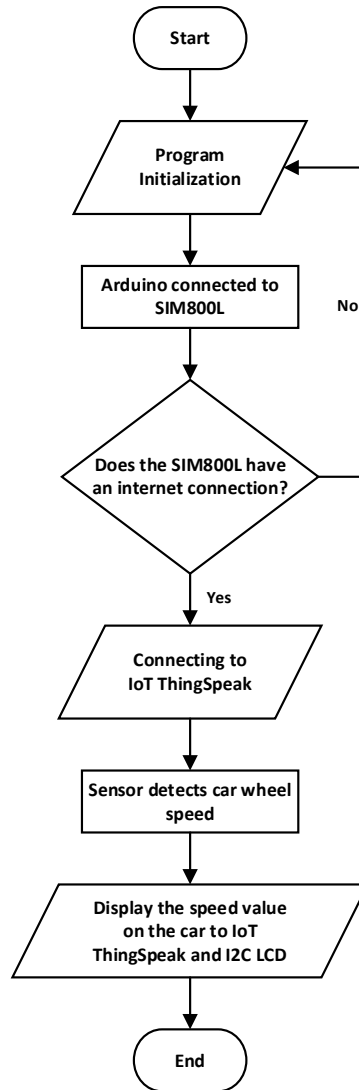 Start
Program
Initialization
Arduino connected to
SIM800L
No
Does the SIM800L have
an internet connection?
Yes
Connecting to
IoT ThingSpeak
Sensor detects car wheel
speed
Display the speed value
on the car to IoT
ThingSpeak and I2C LCD
End